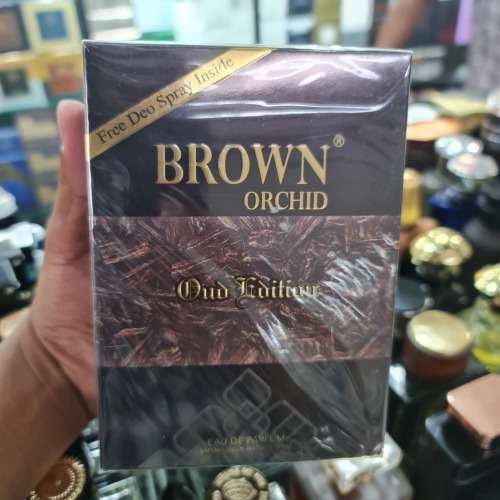 Free Deo Spray Inside
BROWN®
ORCHID
Oud Edition
EAU DE PARFUM